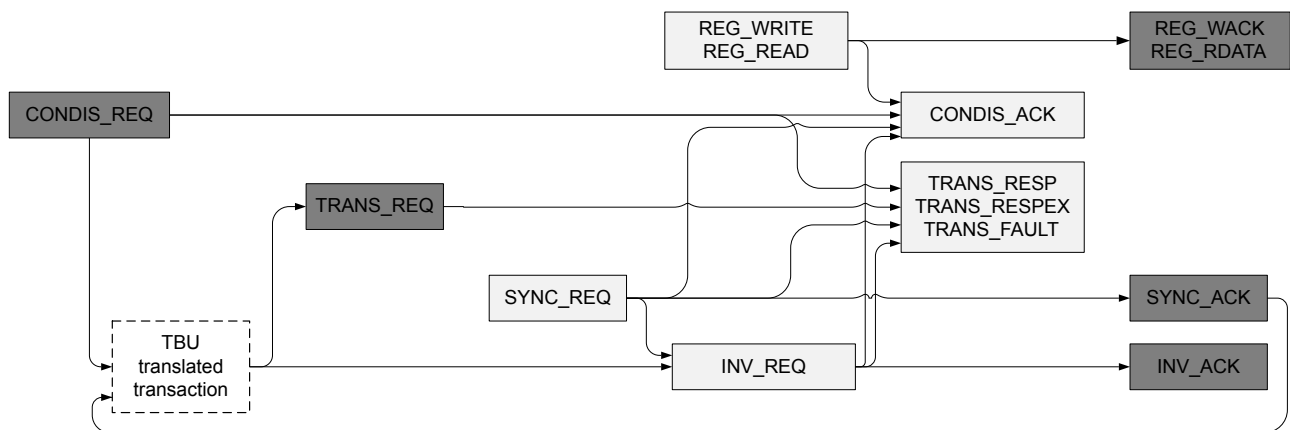 REG_WRITE
REG_READ
REG_WACK
REG_RDATA
CONDIS_REQ
CONDIS_ACK
TRANS_REQ
TRANS_RESP
TRANS_RESPEX
TRANS_FAULT
SYNC_REQ
SYNC_ACK
TBU
translated
transaction
INV_REQ
INV_ACK